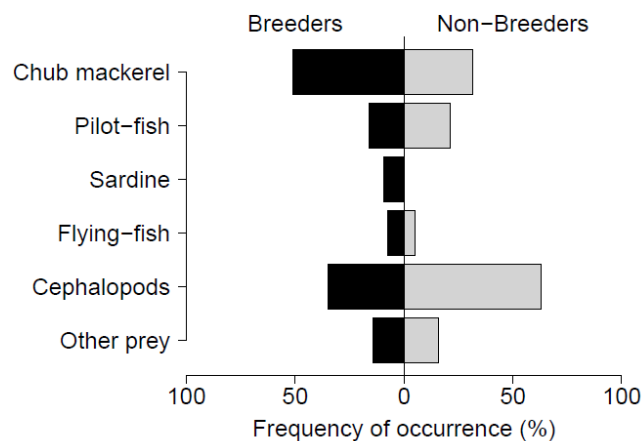 Breeders Non−Breeders
Chub mackerel
Pilot−fish
Sardine
Flying−fish
Cephalopods
Other prey
100 50 0 50 100
Frequency of occurrence (%)